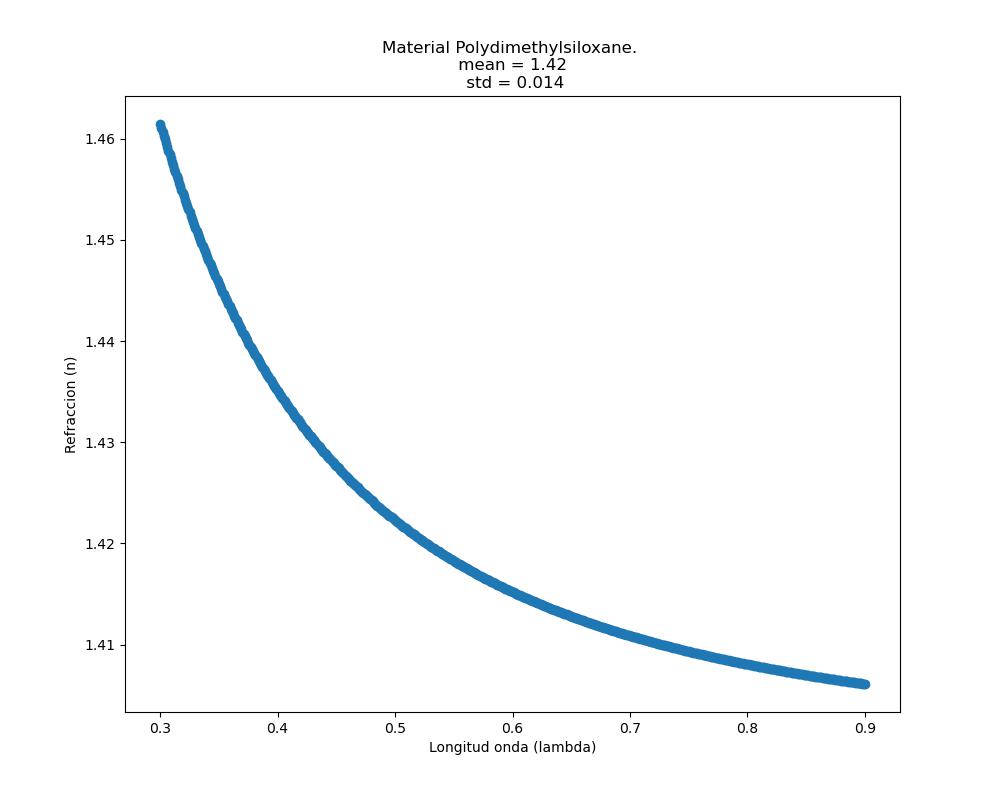 Material Polydimethylsiloxane.
mean = 1.42
std = 0.014
1.46
1.45
1.44
1.43
1.42
1.41
Refraccion (n)
0.3 0.4 0.5 0.6 0.7 0.8 0.9
Longitud onda (lambda)